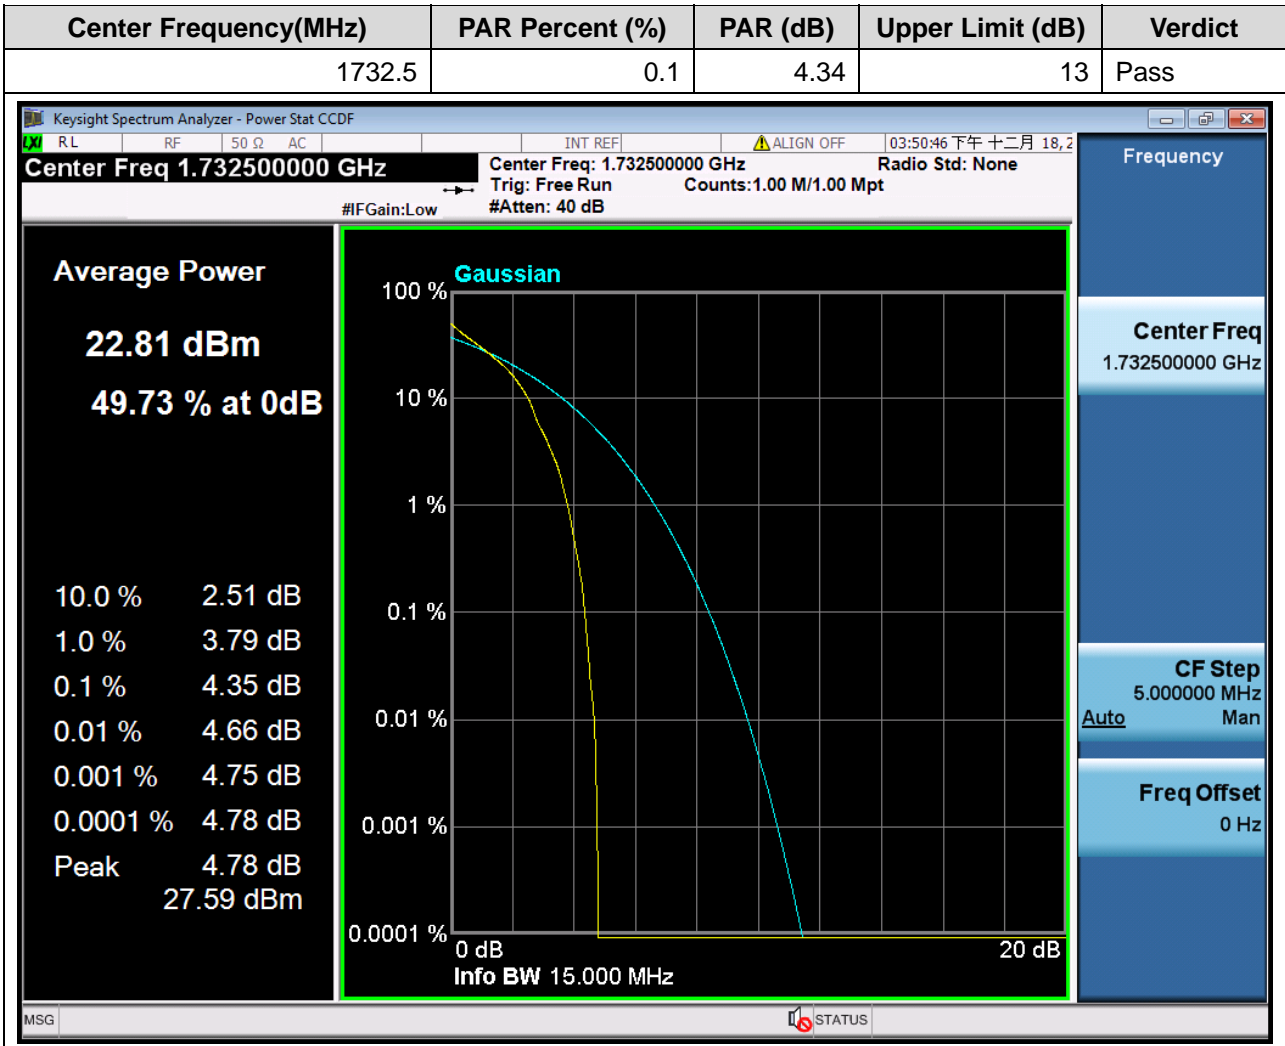 Center Frequency(MHz) PAR Percent (%) PAR (dB) Upper Limit (dB) Verdict
1732.5 0.1 4.34 13 Pass
Keysight Spectrum Analyzer - Power Stat CCDF
LXI RL RF 50 Ω AC INT REF ALIGN OFF 03:50:46 下午 十二月 18, 2
Center Freq 1.732500000 GHz
Center Freq: 1.732500000 GHz Radio Std: None
Trig: Free Run Counts:1.00 M/1.00 Mpt
#IFGain:Low #Atten: 40 dB
Average Power
22.81 dBm
49.73 % at 0dB
10.0 % 2.51 dB
1.0 % 3.79 dB
0.1 % 4.35 dB
0.01 % 4.66 dB
0.001 % 4.75 dB
0.0001 % 4.78 dB
Peak 4.78 dB
27.59 dBm
Gaussian
100 %
10 %
1 %
0.1 %
0.01 %
0.001 %
0.0001 %
0 dB 20 dB
Info BW 15.000 MHz
Frequency
Center Freq
1.732500000 GHz
CF Step
5.000000 MHz
Auto Man
Freq Offset
0 Hz
MSG STATUS